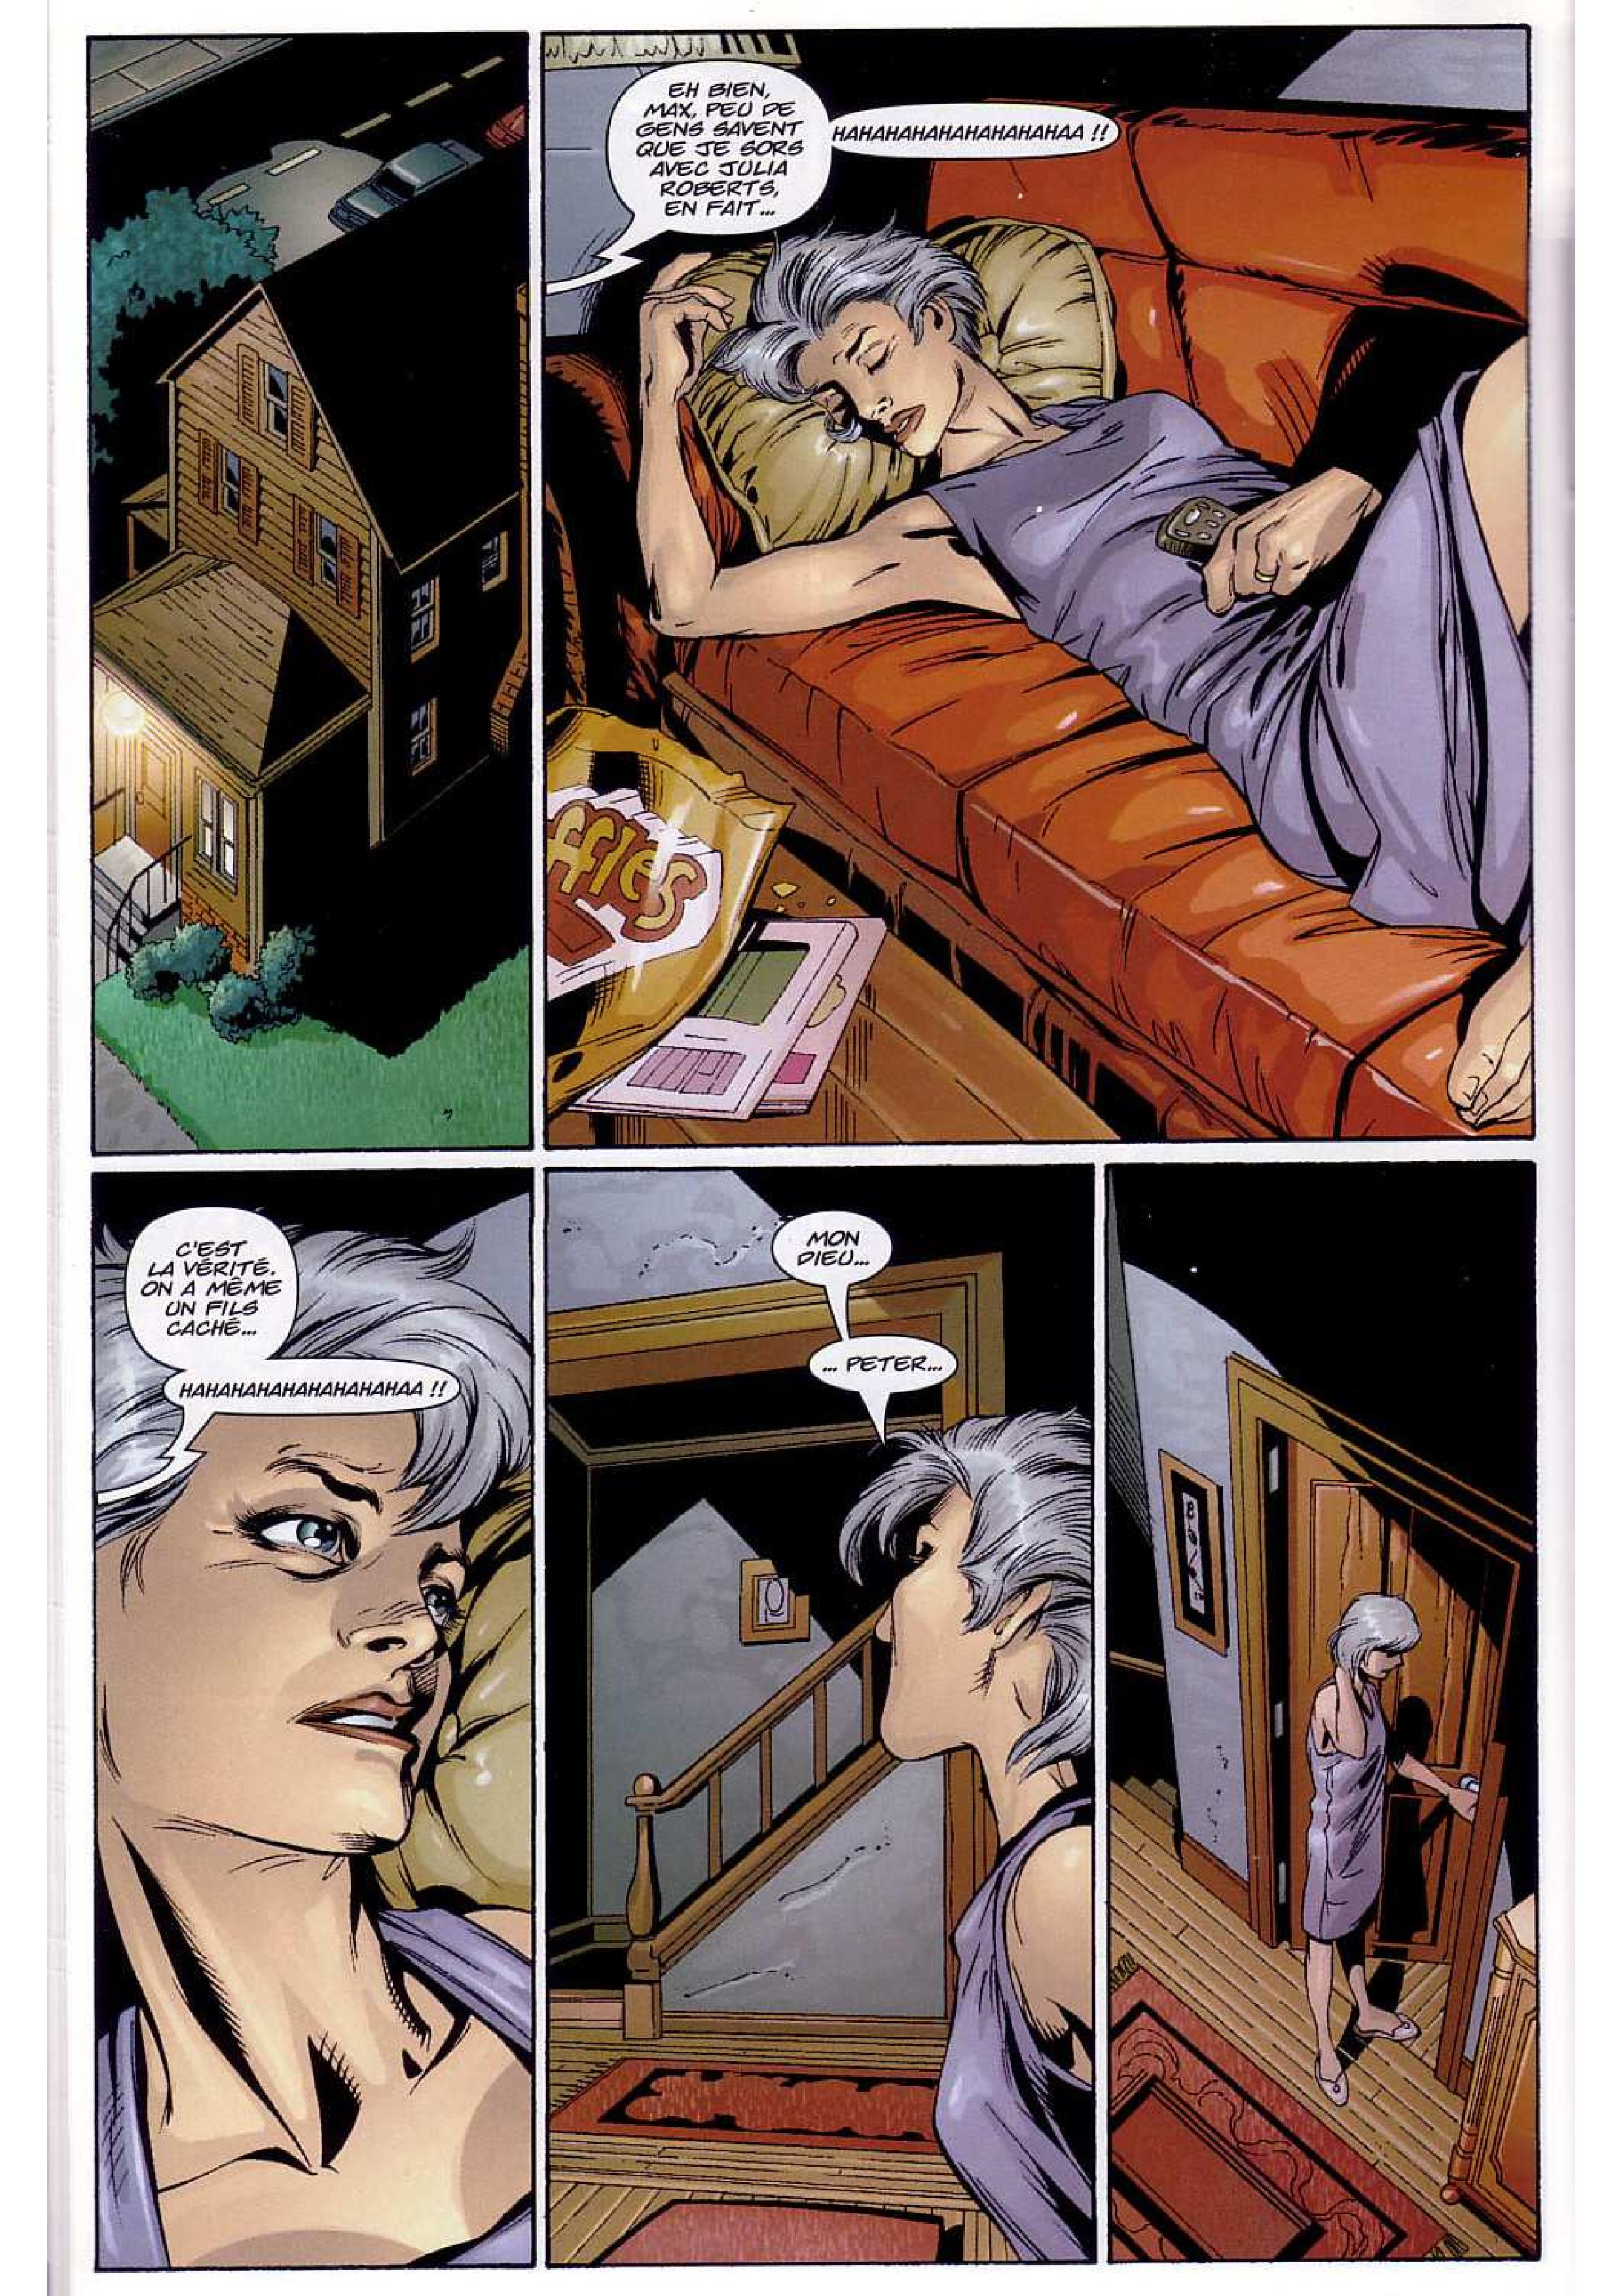 EH BIEN,
MAX, PEU DE
GENS SAVENT
QUE JE SORS
AVEC JULIA
ROBERTS,
EN FAIT...
HAHAHAHAHAHAHAHAHAA !!
ffles
C'EST
LA VÉRITÉ.
ON A MÊME
UN FILS
CACHÉ...
HAHAHAHAHAHAHAHAHAA !!
MON
DIEU...
... PETER...